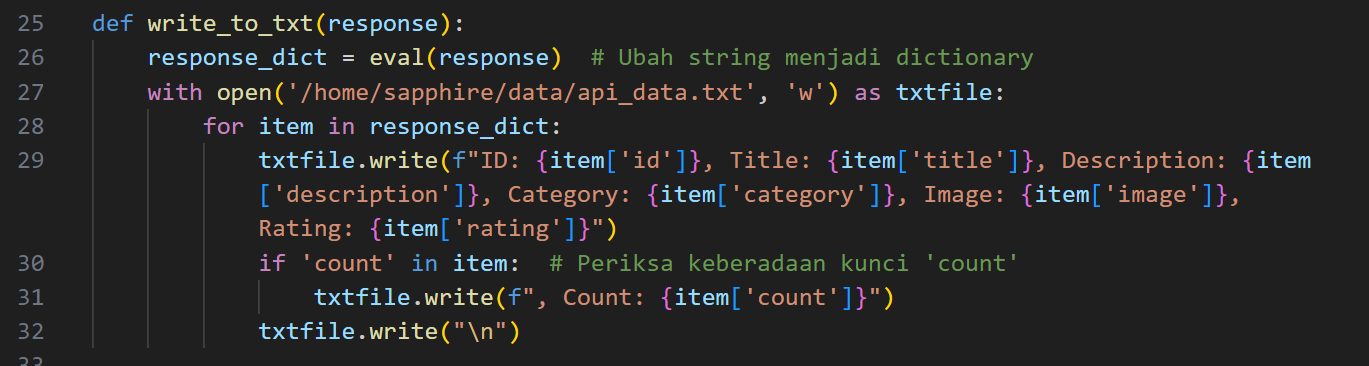 25 def write_to_txt(response):
26 response_dict = eval(response)  # Ubah string menjadi dictionary
27 with open('/home/sapphire/data/api_data.txt', 'w') as txtfile:
28 for item in response_dict:
29 txtfile.write(f"ID: {item['id']}, Title: {item['title']}, Description: {item
['description']}, Category: {item['category']}, Image: {item['image']},
Rating: {item['rating']}")
30 if 'count' in item:  # Periksa keberadaan kunci 'count'
31 txtfile.write(f", Count: {item['count']}")
32 txtfile.write("\n")
33